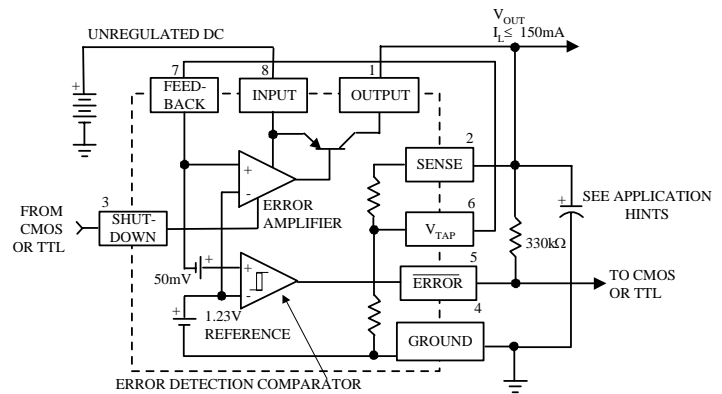 UNREGULATED DC
V_OUT
I_L ≤ 150mA
7
8
1
FEED-
BACK
INPUT
OUTPUT
+
2
SENSE
+
-
ERROR
AMPLIFIER
3
FROM
CMOS
OR TTL
SHUT-
DOWN
6
V_TAP
+
SEE APPLICATION
HINTS
330kΩ
+
50mV
+
-
5
ERROR
TO CMOS
OR TTL
4
+
1.23V
REFERENCE
GROUND
ERROR DETECTION COMPARATOR